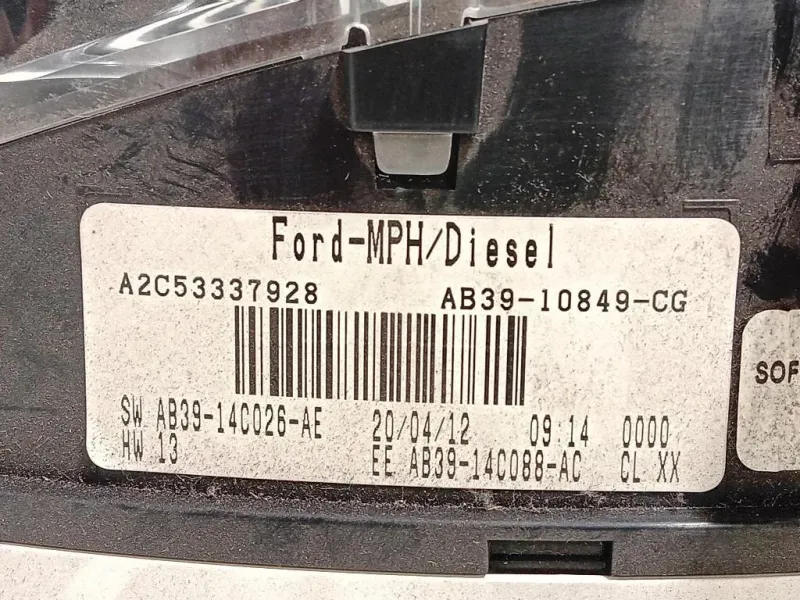 Ford-MPH/Diesel
A2C53337928 AB39-10849-CG
SW AB39-14C026-AE 20/04/12 09:14 0000
HW 13 EE AB39-14C088-AC CL XX
SOF